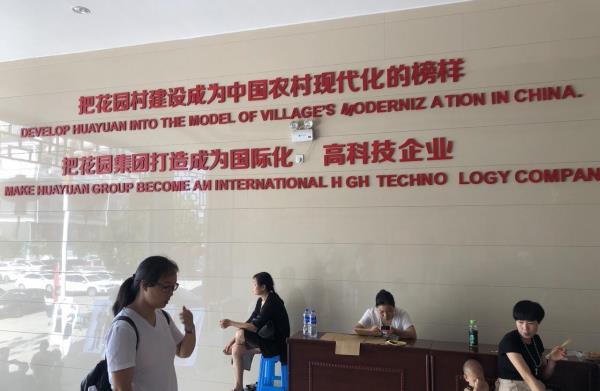 把花园村建设成为中国农村现代化的榜样
DEVELOP HUAYUAN INTO THE MODEL OF VILLAGE'S MODERNIZ ATION IN CHINA.
把花园集团打造成为国际化 高科技企业
MAKE HUAYUAN GROUP BECOME AN INTERNATIONAL H GH TECHNO LOGY COMPAN